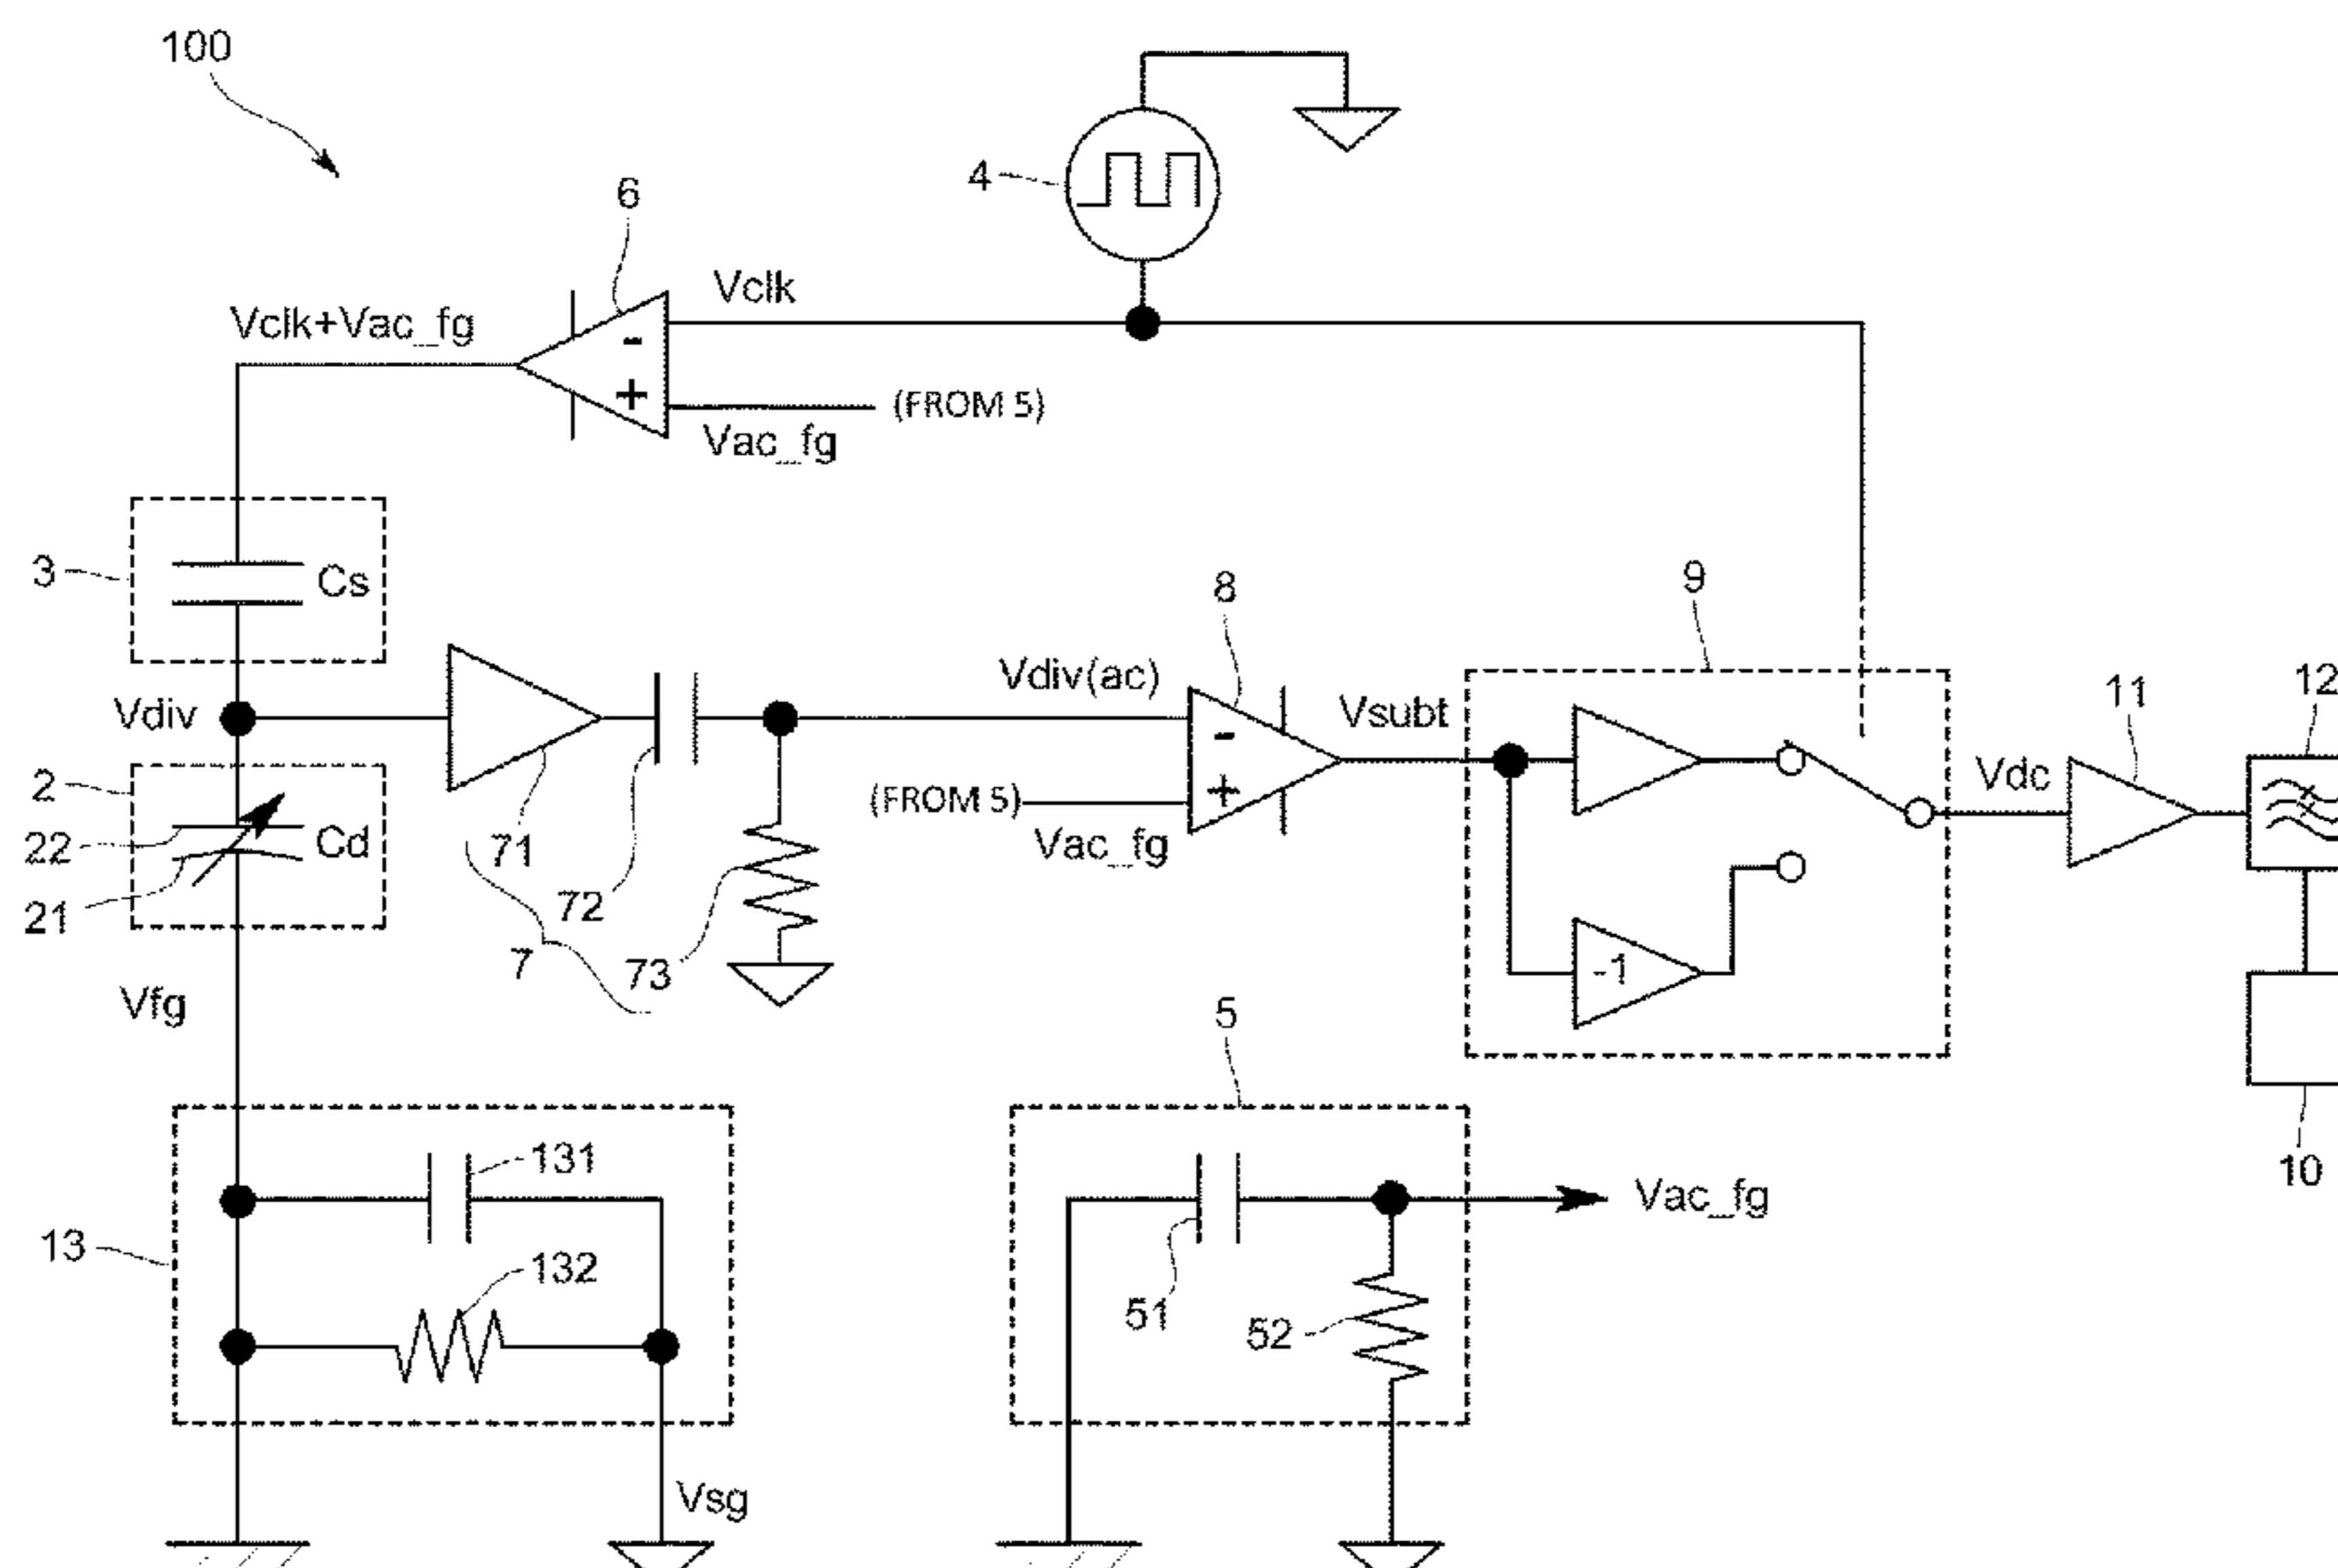 100
4
6
Vclk
Vclk+Vac_fg
-
+
(FROM 5)
Vac_fg
3
Cs
8
9
Vdiv(ac)
12
11
Vdiv
Vsubt
-
2
Vdc
(FROM 5)
+
22
Cd
71
Vac_fg
72
21
7
73
-1
Vfg
5
131
10
Vac_fg
13
132
51
52
Vsg